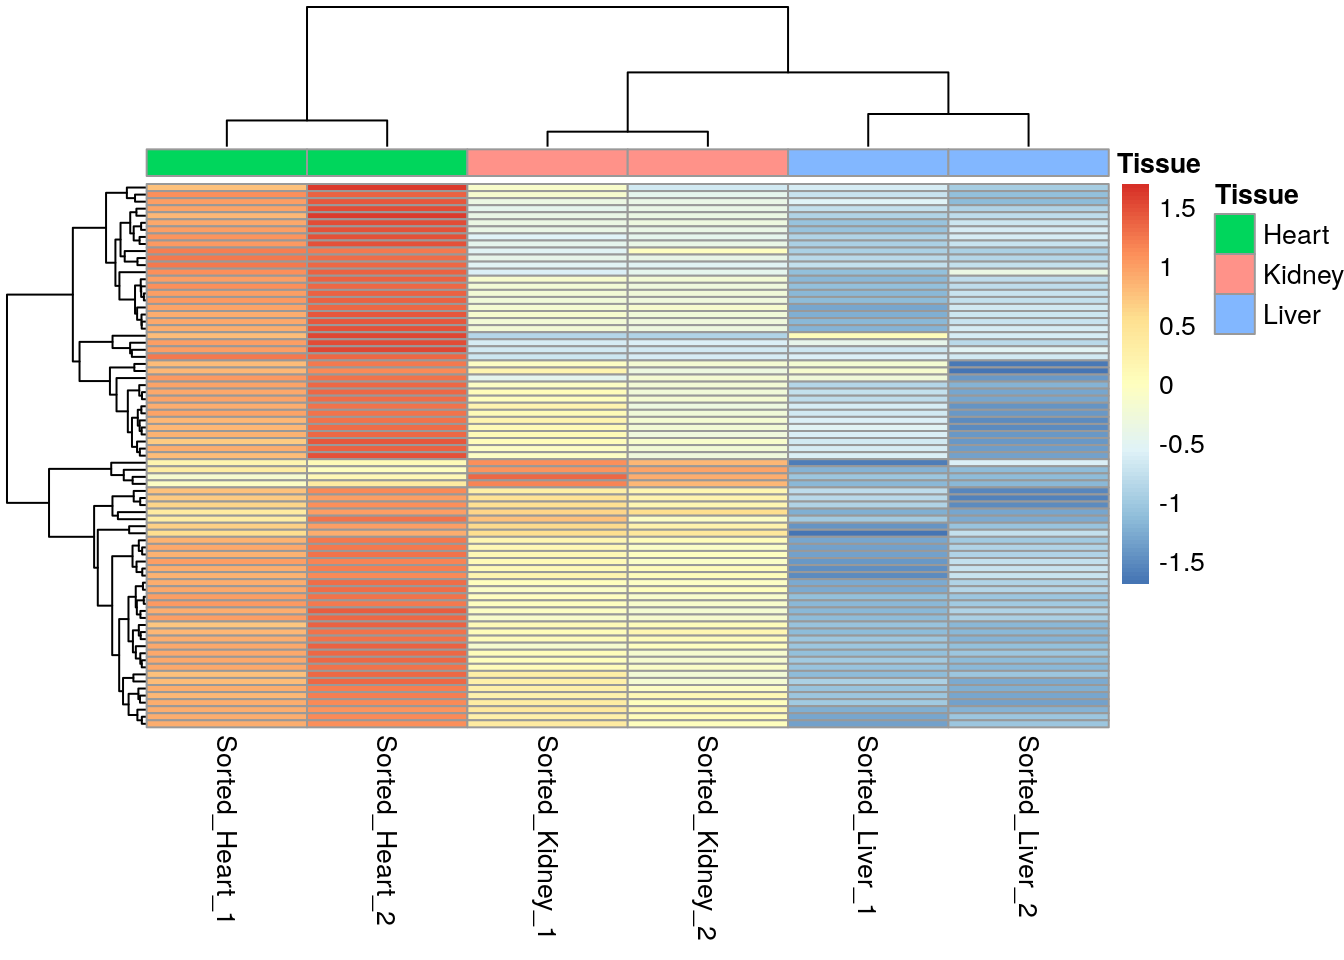 Tissue
1.5
1
0.5
0
-0.5
-1
-1.5
Tissue
Heart
Kidney
Liver
Sorted_Heart_1
Sorted_Heart_2
Sorted_Kidney_1
Sorted_Kidney_2
Sorted_Liver_1
Sorted_Liver_2